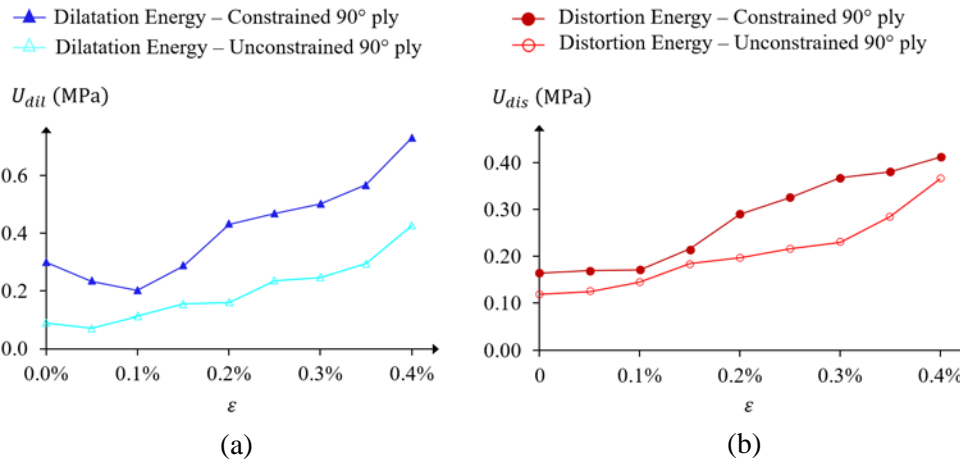 Dilatation Energy – Constrained 90° ply
Dilatation Energy – Unconstrained 90° ply
U_dil (MPa)
0.6
0.4
0.2
0.0
0.0% 0.1% 0.2% 0.3% 0.4%
ε
(a)
Distortion Energy – Constrained 90° ply
Distortion Energy – Unconstrained 90° ply
U_dis (MPa)
0.40
0.30
0.20
0.10
0.00
0 0.1% 0.2% 0.3% 0.4%
ε
(b)